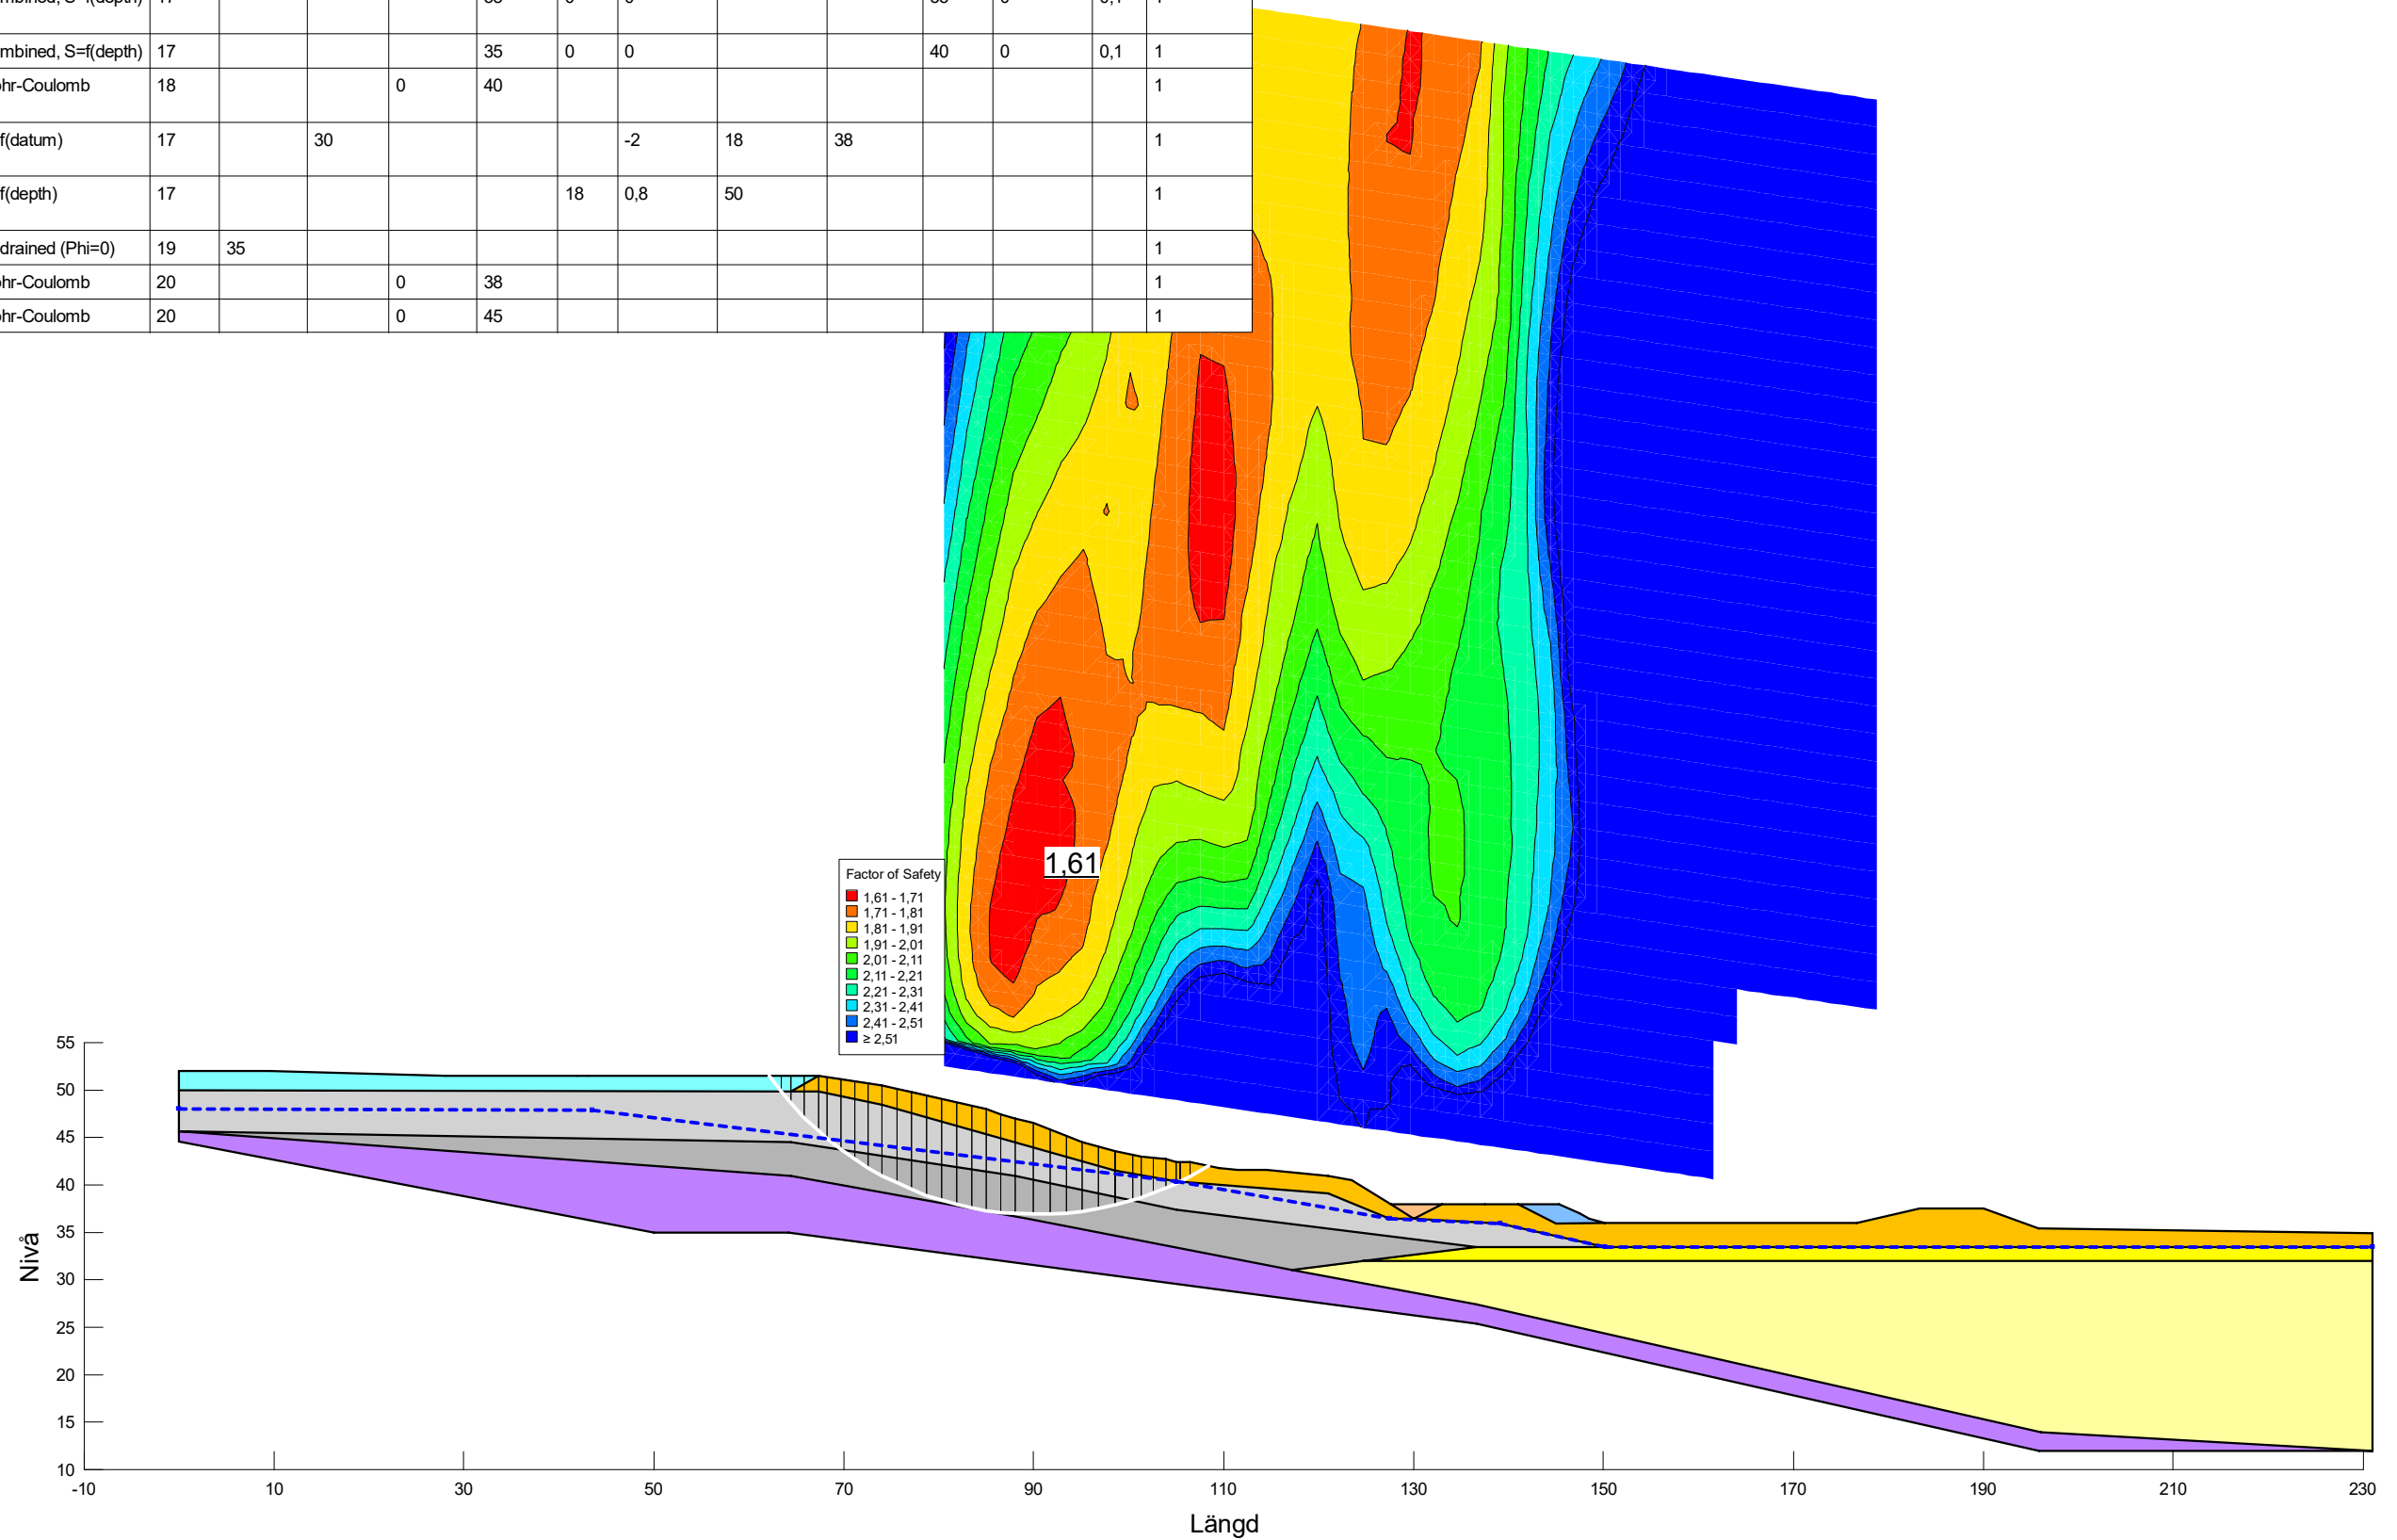 mbined, S=f(depth) 17 35 0 0 40 0 0,1 1
ohr-Coulomb 18 0 40 1
f(datum) 17 30 -2 18 38 1
f(depth) 17 18 0,8 50 1
drained (Phi=0) 19 35 1
ohr-Coulomb 20 0 38 1
ohr-Coulomb 20 0 45 1
1,61
Factor of Safety
1,61 - 1,71
1,71 - 1,81
1,81 - 1,91
1,91 - 2,01
2,01 - 2,11
2,11 - 2,21
2,21 - 2,31
2,31 - 2,41
2,41 - 2,51
≥ 2,51
55
50
45
40
35
30
25
20
15
10
Nivå
-10 10 30 50 70 90 110 130 150 170 190 210 230
Längd